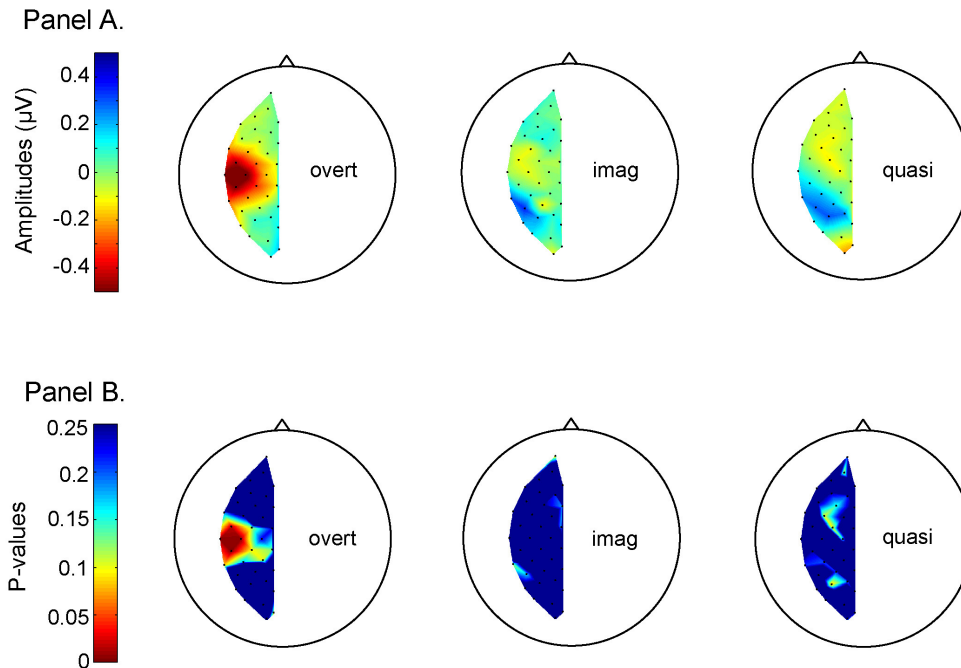 Panel A.
Amplitudes (µV)
0.4
0.2
0
-0.2
-0.4
overt
imag
quasi
Panel B.
P-values
0.25
0.2
0.15
0.1
0.05
0
overt
imag
quasi